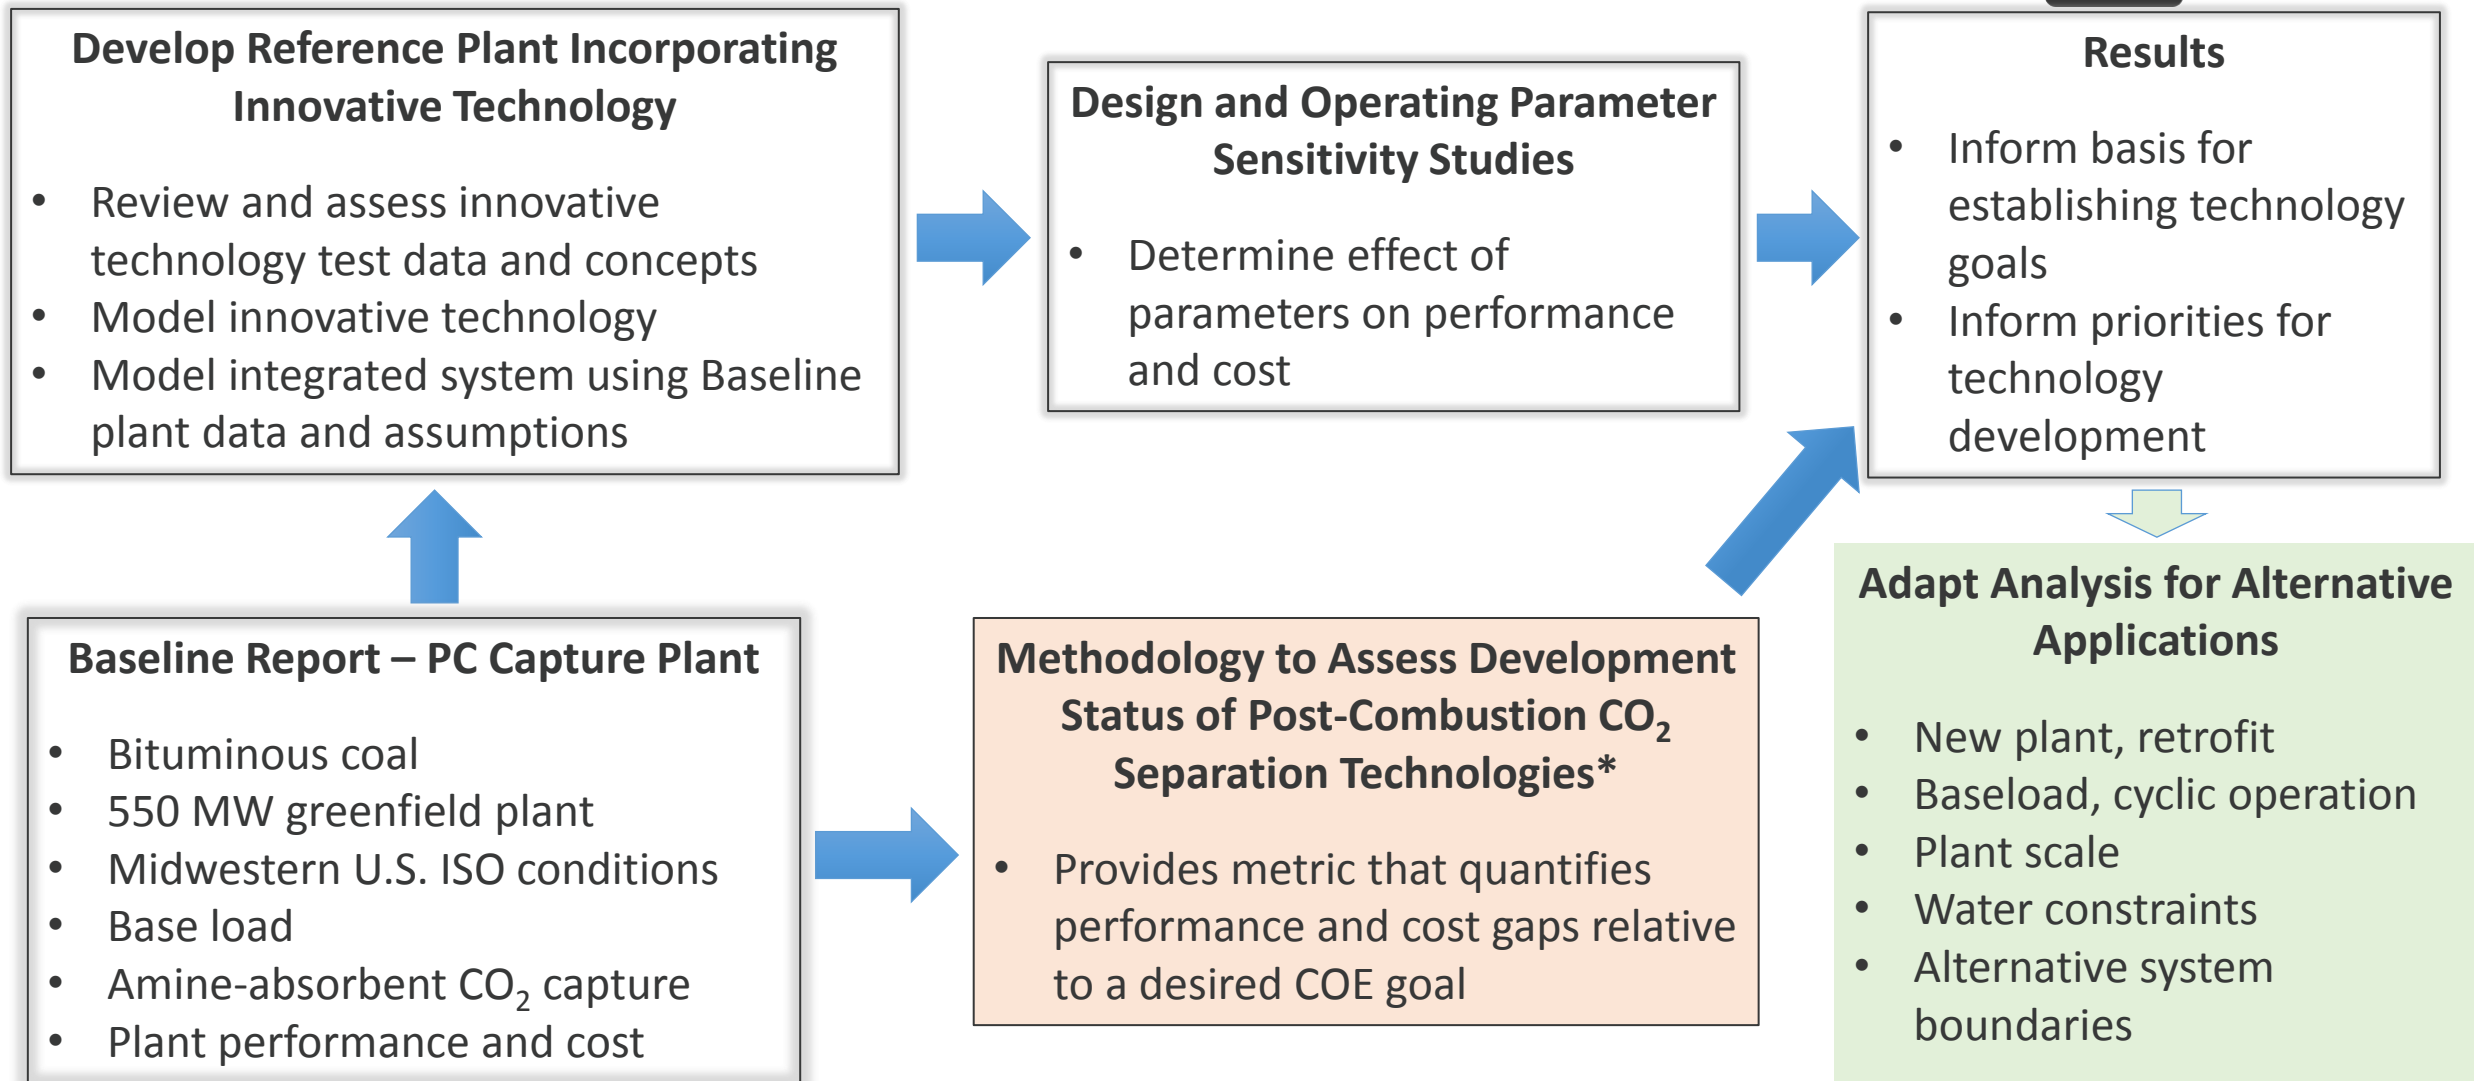 Develop Reference Plant Incorporating
Innovative Technology
• Review and assess innovative
technology test data and concepts
• Model innovative technology
• Model integrated system using Baseline
plant data and assumptions
Design and Operating Parameter
Sensitivity Studies
• Determine effect of
parameters on performance
and cost
Results
• Inform basis for
establishing technology
goals
• Inform priorities for
technology
development
Baseline Report – PC Capture Plant
• Bituminous coal
• 550 MW greenfield plant
• Midwestern U.S. ISO conditions
• Base load
• Amine-absorbent CO₂ capture
• Plant performance and cost
Methodology to Assess Development
Status of Post-Combustion CO₂
Separation Technologies*
• Provides metric that quantifies
performance and cost gaps relative
to a desired COE goal
Adapt Analysis for Alternative
Applications
• New plant, retrofit
• Baseload, cyclic operation
• Plant scale
• Water constraints
• Alternative system
boundaries